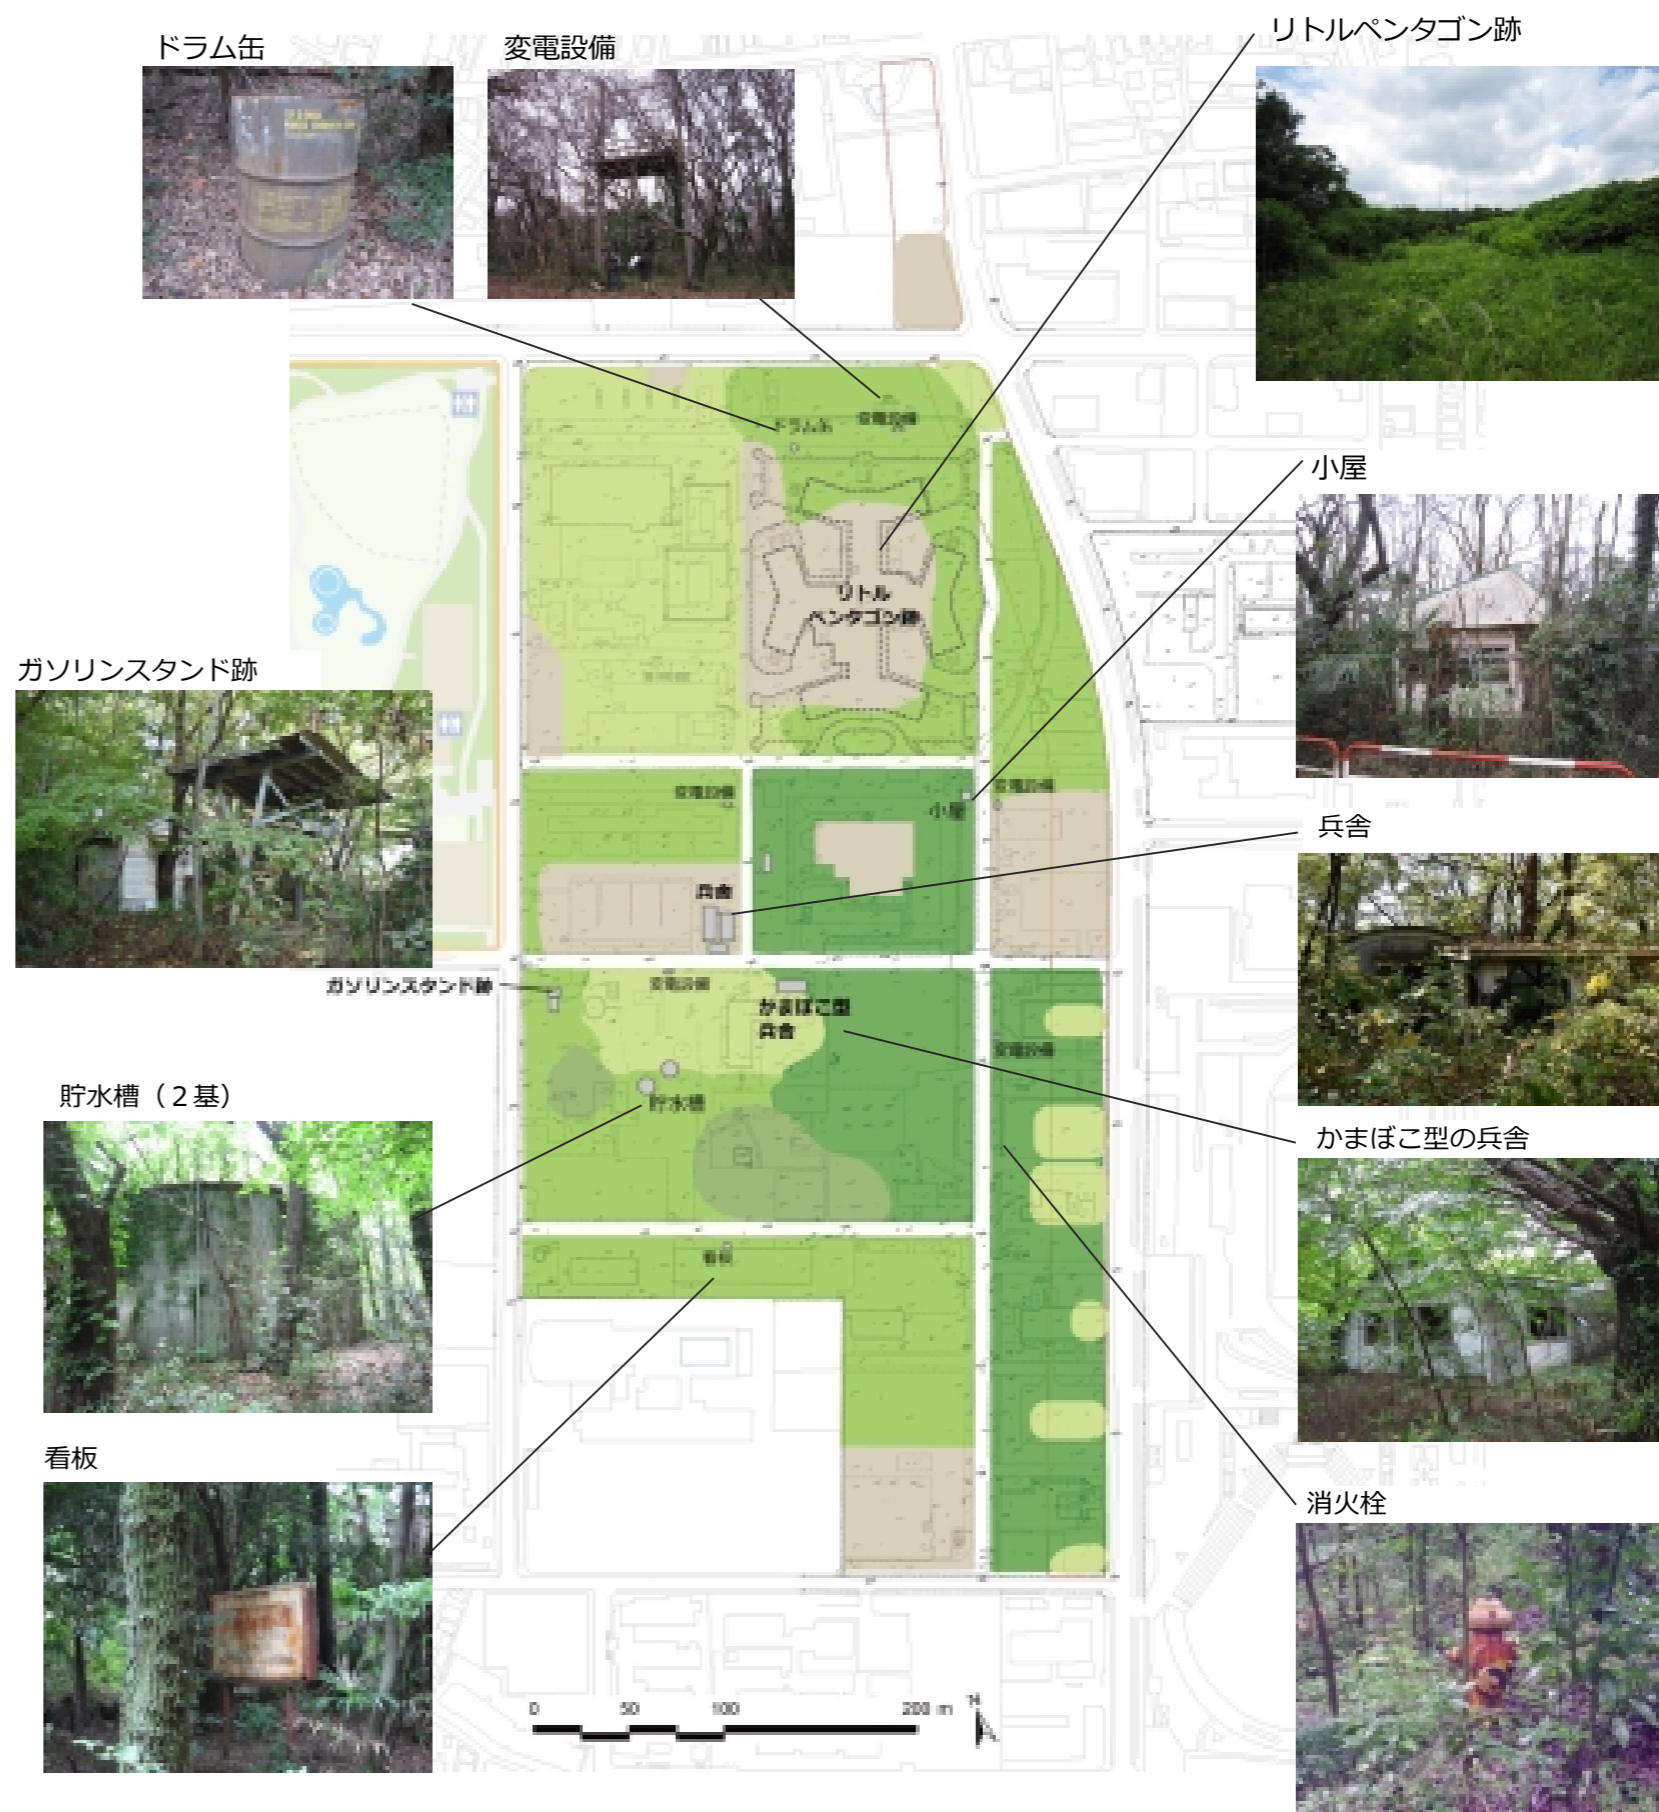 ドラム缶
変電設備
リトルペンタゴン跡
ドラム缶
変電設備
小屋
リトル
ペンタゴン跡
ガソリンスタンド跡
変電設備
小屋
変電設備
兵舎
兵舎
ガソリンスタンド跡
変電設備
かまぼこ型
兵舎
変電設備
貯水槽（２基）
貯水槽
かまぼこ型の兵舎
看板
看板
消火栓
0 50 100 200 m
N